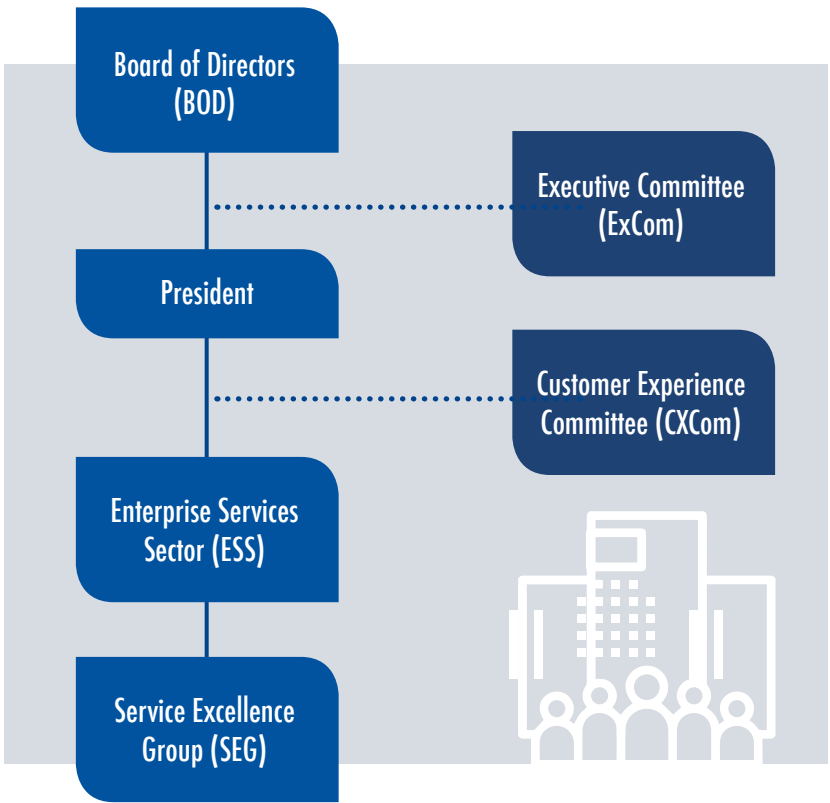 Board of Directors
(BOD)
Executive Committee
(ExCom)
President
Customer Experience
Committee (CXCom)
Enterprise Services
Sector (ESS)
Service Excellence
Group (SEG)